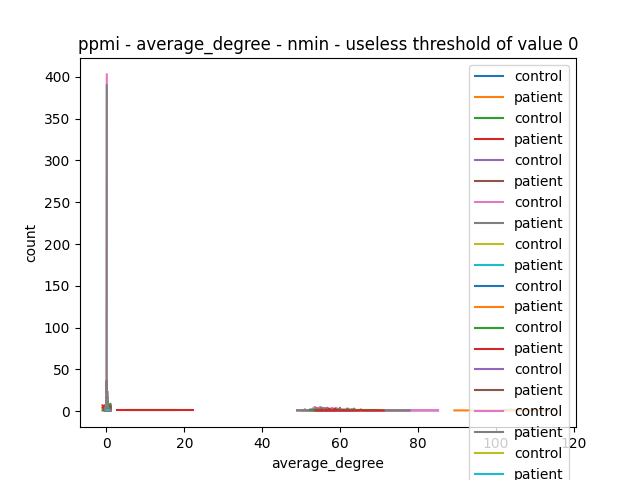 ppmi - average_degree - nmin - useless threshold of value 0
400
350
300
250
200
150
100
50
0
count
0
20
40
60
80
100
120
average_degree
control
patient
control
patient
control
patient
control
patient
control
patient
control
patient
control
patient
control
patient
control
patient
control
patient